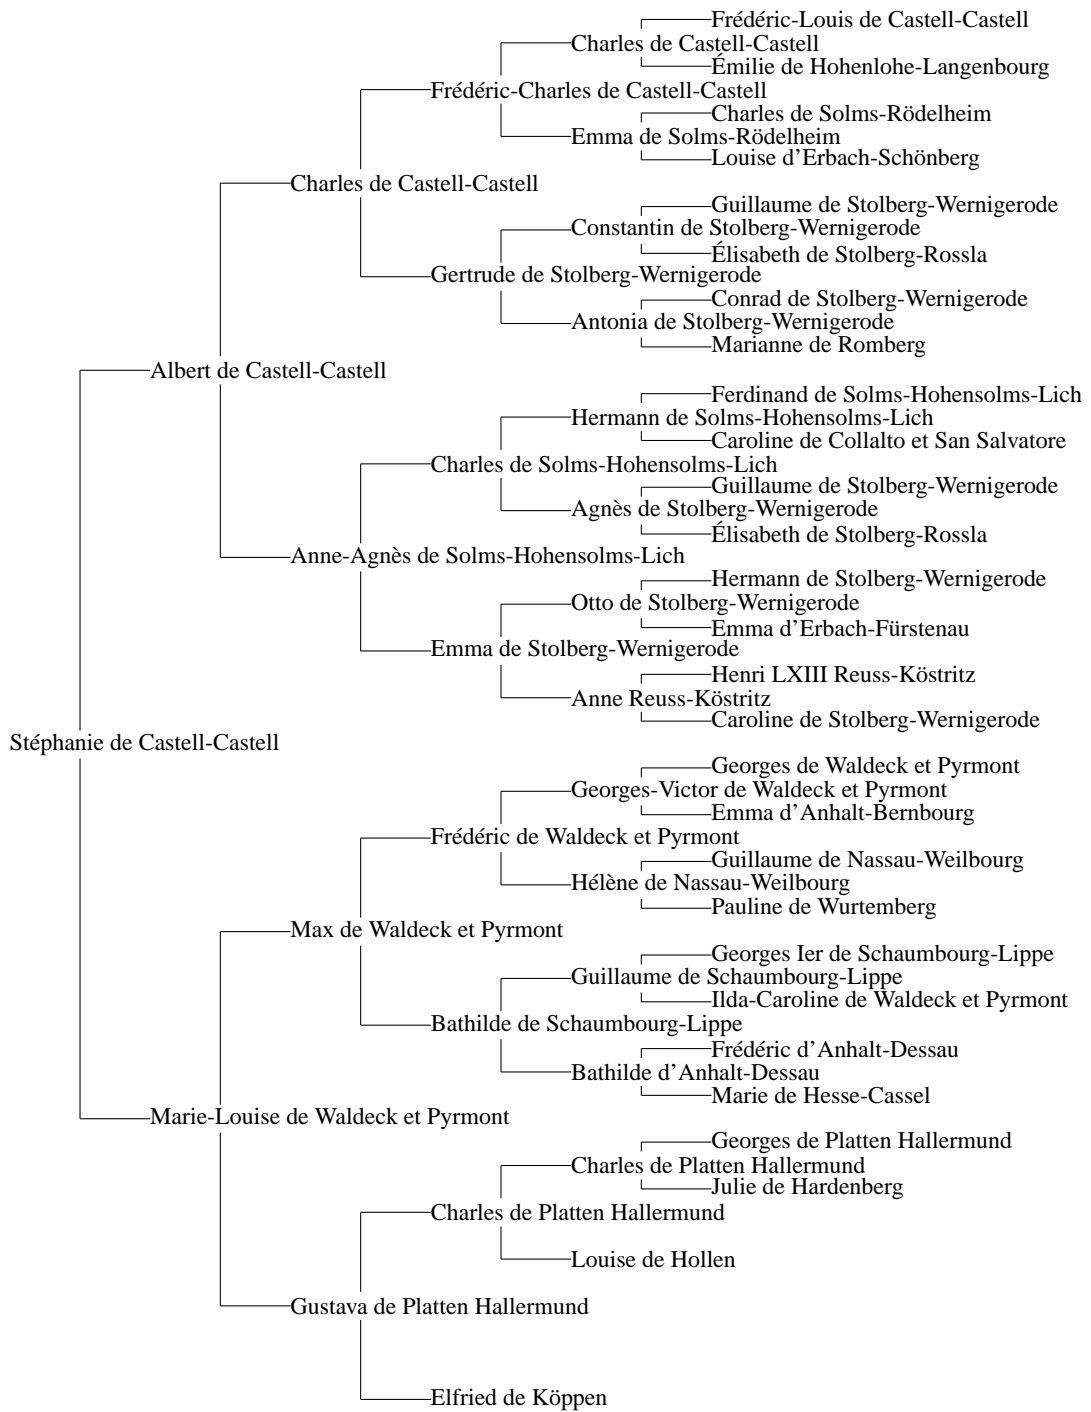 Frédéric-Louis de Castell-Castell
Charles de Castell-Castell
Émilie de Hohenlohe-Langenbourg
Frédéric-Charles de Castell-Castell
Charles de Solms-Rödelheim
Emma de Solms-Rödelheim
Louise d’Erbach-Schönberg
Charles de Castell-Castell
Guillaume de Stolberg-Wernigerode
Constantin de Stolberg-Wernigerode
Élisabeth de Stolberg-Rossla
Gertrude de Stolberg-Wernigerode
Conrad de Stolberg-Wernigerode
Antonia de Stolberg-Wernigerode
Marianne de Romberg
Albert de Castell-Castell
Ferdinand de Solms-Hohensolms-Lich
Hermann de Solms-Hohensolms-Lich
Caroline de Collalto et San Salvatore
Charles de Solms-Hohensolms-Lich
Guillaume de Stolberg-Wernigerode
Agnès de Stolberg-Wernigerode
Élisabeth de Stolberg-Rossla
Anne-Agnès de Solms-Hohensolms-Lich
Hermann de Stolberg-Wernigerode
Otto de Stolberg-Wernigerode
Emma d’Erbach-Fürstenau
Emma de Stolberg-Wernigerode
Henri LXIII Reuss-Köstritz
Anne Reuss-Köstritz
Caroline de Stolberg-Wernigerode
Stéphanie de Castell-Castell
Georges de Waldeck et Pyrmont
Georges-Victor de Waldeck et Pyrmont
Emma d’Anhalt-Bernbourg
Frédéric de Waldeck et Pyrmont
Guillaume de Nassau-Weilbourg
Hélène de Nassau-Weilbourg
Pauline de Wurtemberg
Max de Waldeck et Pyrmont
Georges Ier de Schaumbourg-Lippe
Guillaume de Schaumbourg-Lippe
Ilda-Caroline de Waldeck et Pyrmont
Bathilde de Schaumbourg-Lippe
Frédéric d’Anhalt-Dessau
Bathilde d’Anhalt-Dessau
Marie de Hesse-Cassel
Marie-Louise de Waldeck et Pyrmont
Georges de Platten Hallermund
Charles de Platten Hallermund
Julie de Hardenberg
Charles de Platten Hallermund
Louise de Hollen
Gustava de Platten Hallermund
Elfried de Köppen